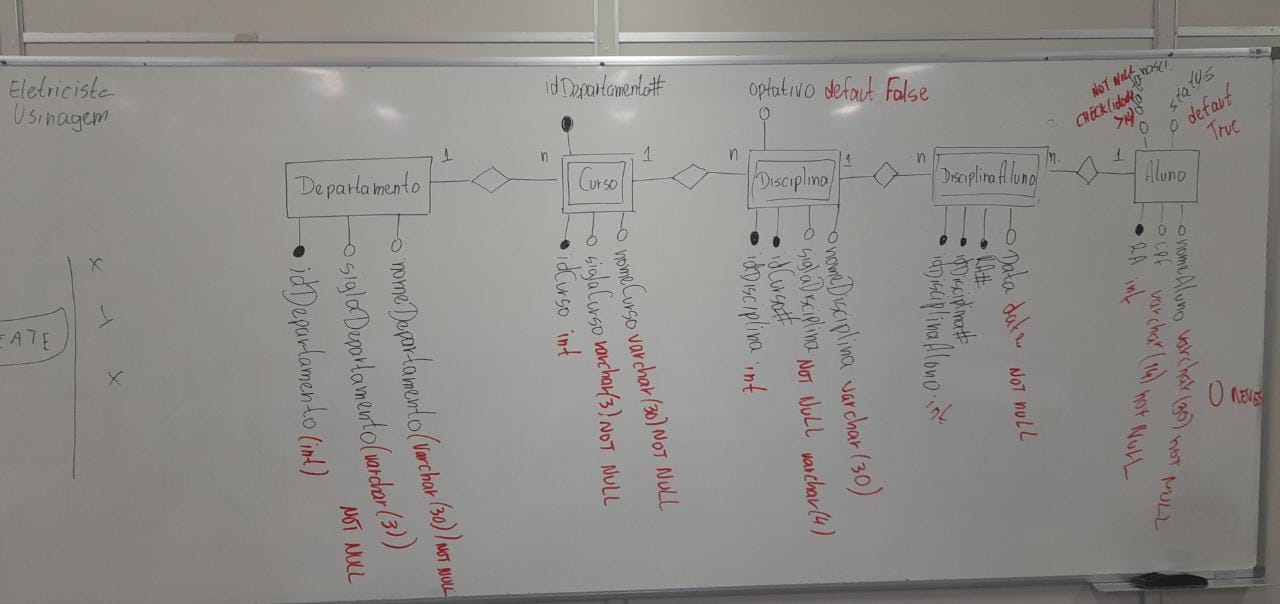 Eletricista
Usinagem
EATE
x
1
x
idDepartamento#
optativo defaut False
NOT NULL
CHECK(idade
status
defaut
True
Departamento
1
n
Curso
1
n
Disciplina
1
n
DisciplinaAluno
n
1
Aluno
idDepartamento (int)
siglaDepartamento (varchar(3))
NOT NULL
nomeDepartamento (varchar(30)) NOT NULL
idCurso int
siglaCurso varchar(3) NOT NULL
nomeCurso varchar(30) NOT NULL
idDisciplina int
idCurso#
siglaDisciplina NOT NULL varchar(4)
nomeDisciplina varchar(30)
idDisciplinaAluno int
idDisciplina#
RA#
Data date NOT null
RA int
CPF varchar(14) not NULL
nomeAluno varchar(30) not NULL